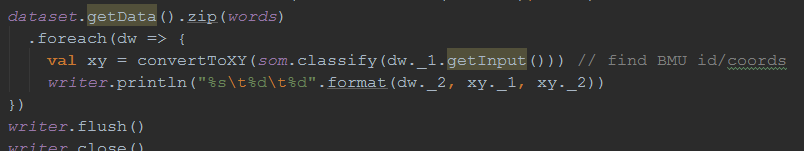 dataset.getData().zip(words)
  .foreach(dw => {
    val xy = convertToXY(som.classify(dw._1.getInput())) // find BMU id/coords
    writer.println("%s\t%d\t%d".format(dw._2, xy._1, xy._2))
})
writer.flush()
writer.close()